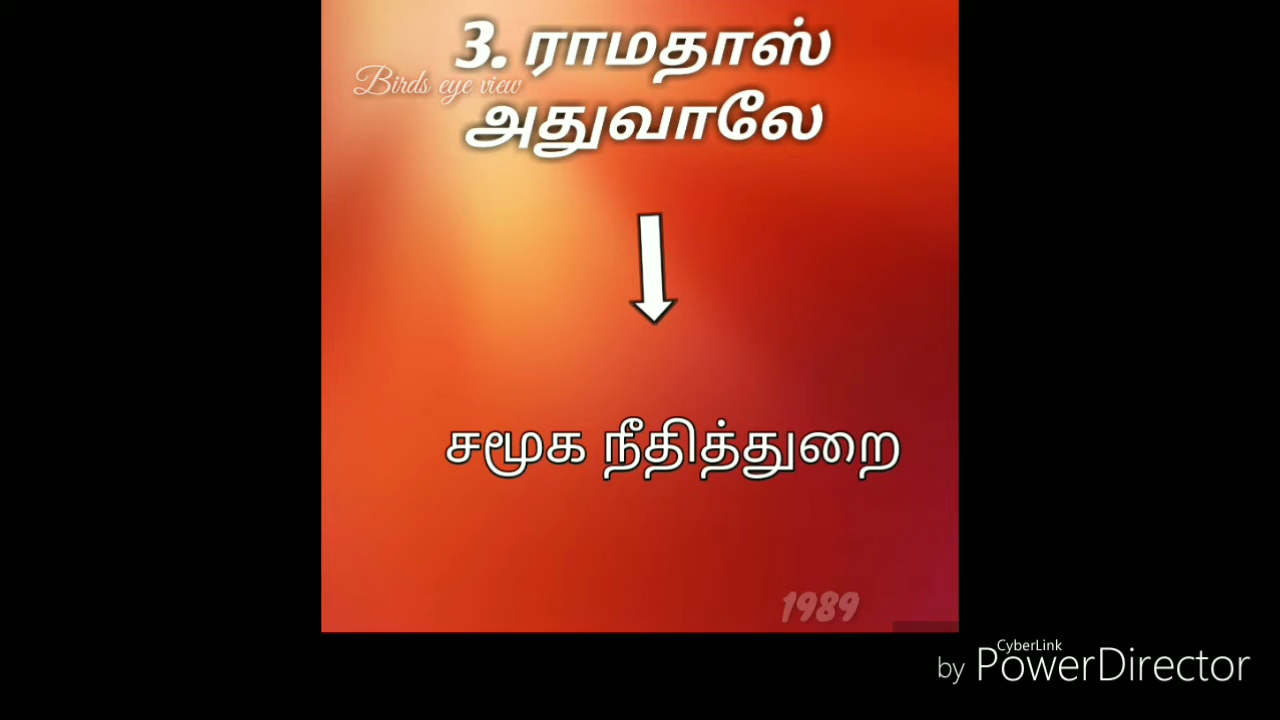 3. ராமதாஸ்
Birds eye view
அதுவாலே
சமூக நீதித்துறை
1989
CyberLink
by PowerDirector